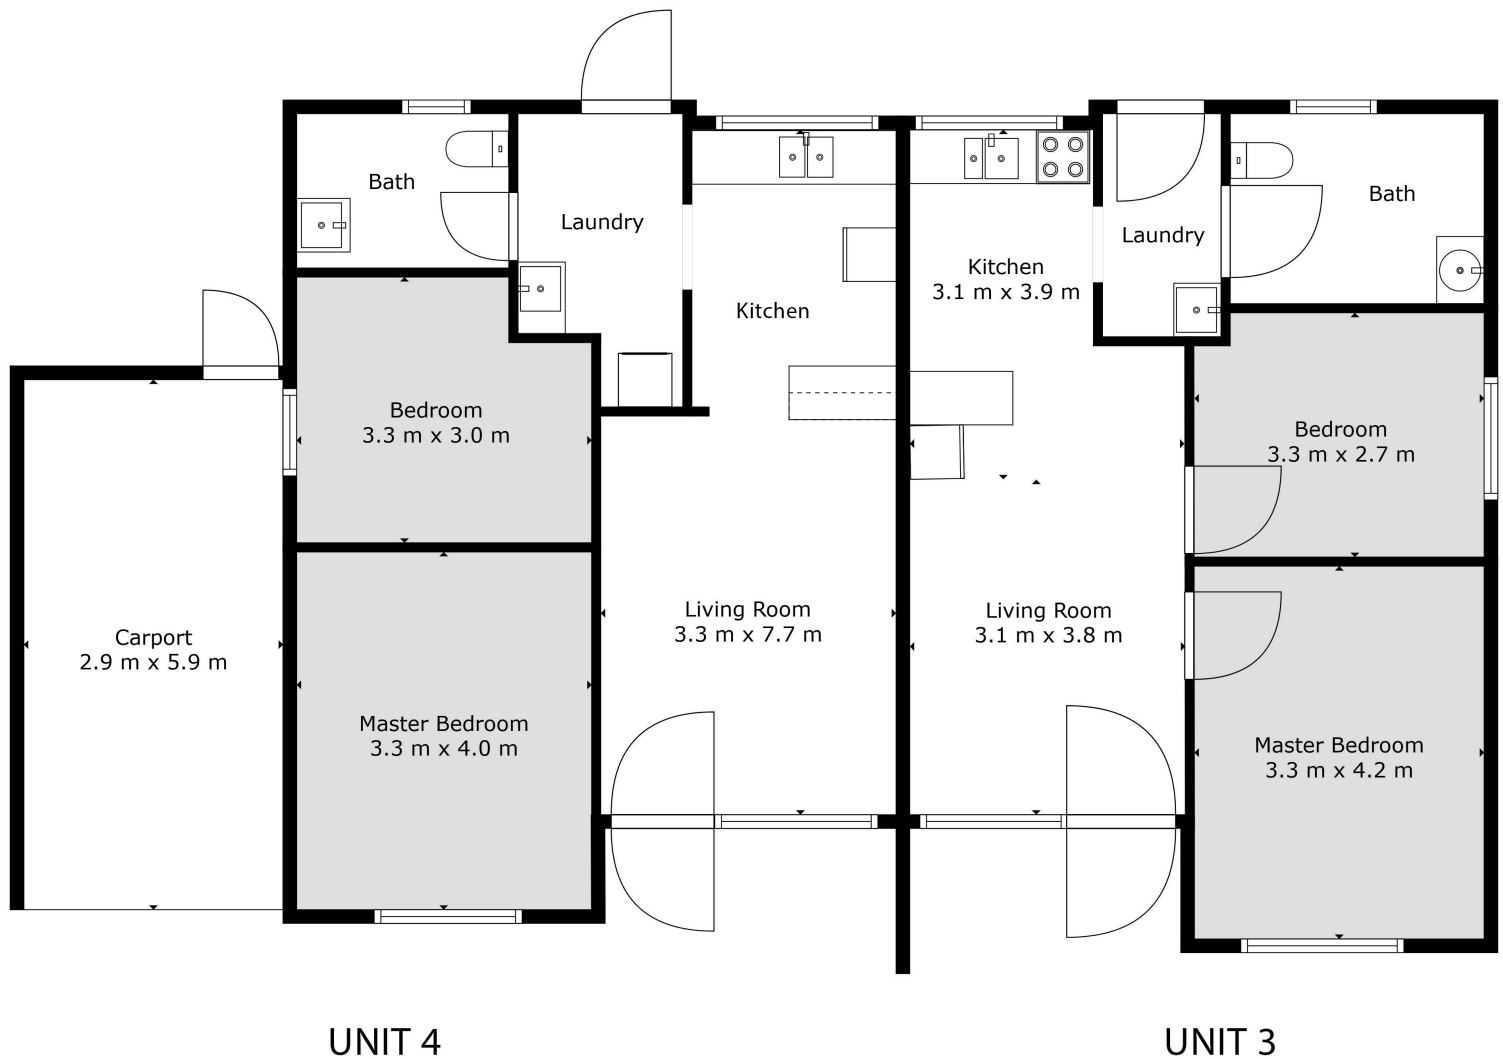 Bath
Laundry
Kitchen
Bedroom
3.3 m x 3.0 m
Carport
2.9 m x 5.9 m
Master Bedroom
3.3 m x 4.0 m
Living Room
3.3 m x 7.7 m
UNIT 4
Kitchen
3.1 m x 3.9 m
Laundry
Bath
Bedroom
3.3 m x 2.7 m
Living Room
3.1 m x 3.8 m
Master Bedroom
3.3 m x 4.2 m
UNIT 3